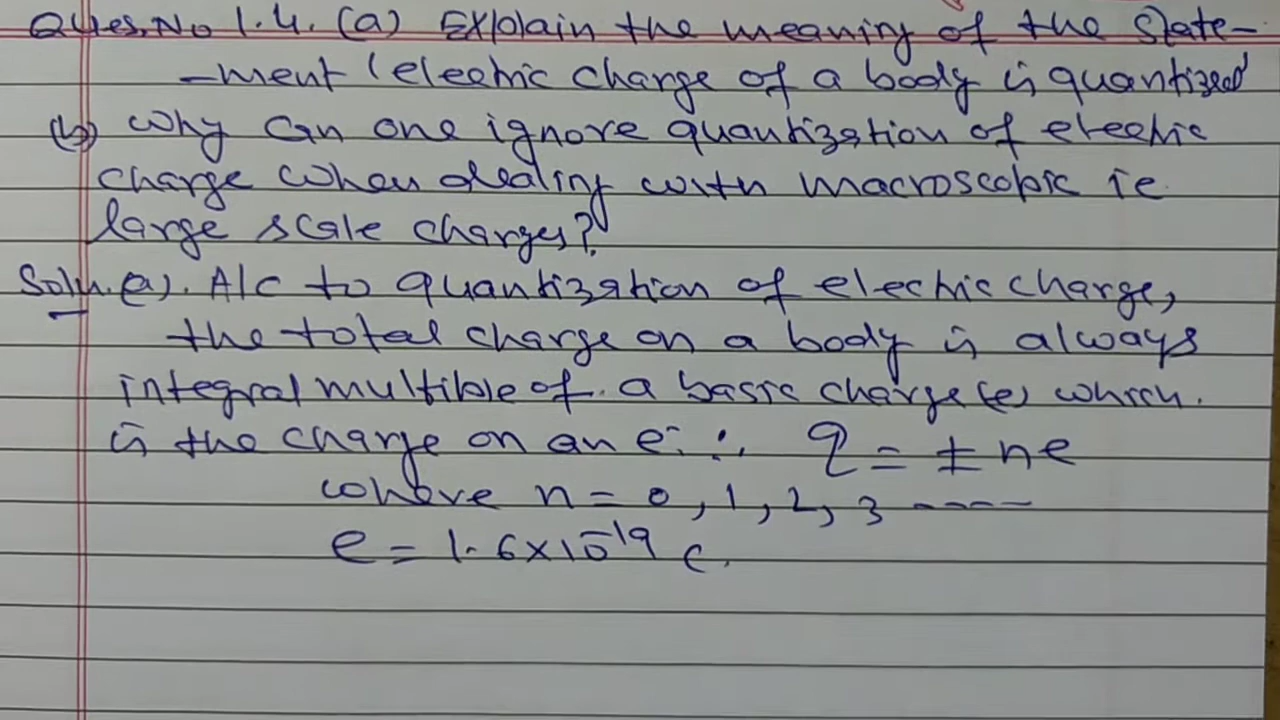 Ques.No 1.4. (a) Explain the meaning of the State-
-ment (electric charge of a body is quantized'
(b) Why can one ignore quantization of electric
charge when dealing with macroscopic ie.
large scale charges?
Soln.(a). A/c to quantization of electric charge,
the total charge on a body is always
integral multiple of a basic charge (e) which.
is the charge on an e⁻. ∴ q = ± ne
where n = 0, 1, 2, 3 ----
e = 1.6×10⁻¹⁹ C.